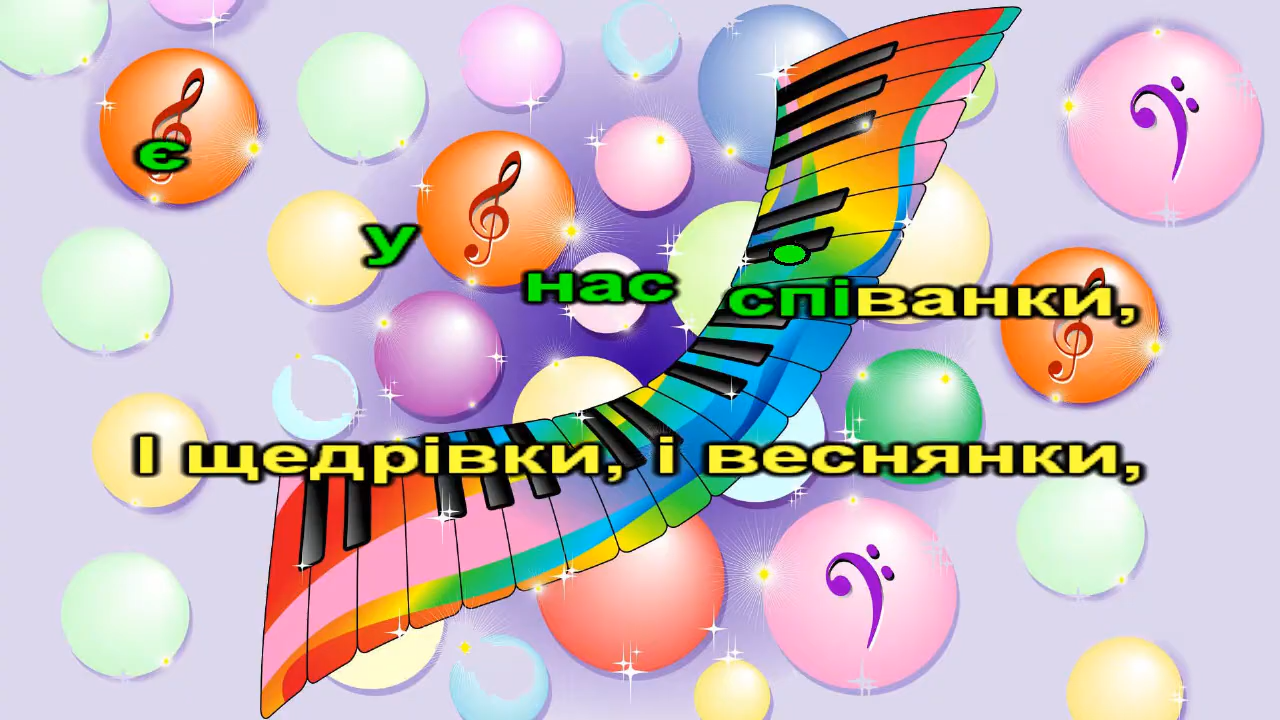 є у нас співанки,
І щедрівки, і веснянки,